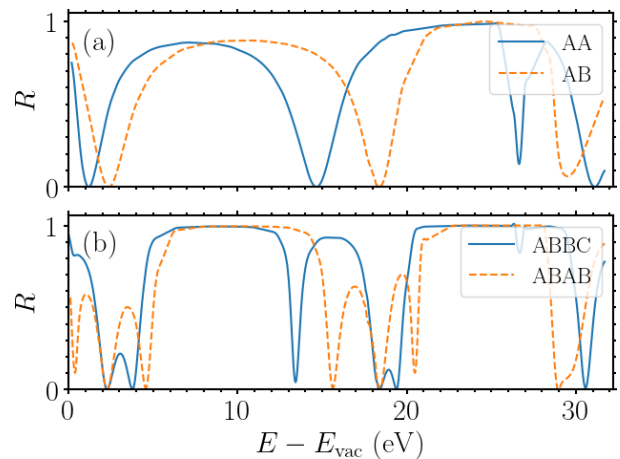 1
(a)
AA
AB
R
0
1
(b)
ABBC
ABAB
R
0
0 10 20 30
E − E_vac (eV)